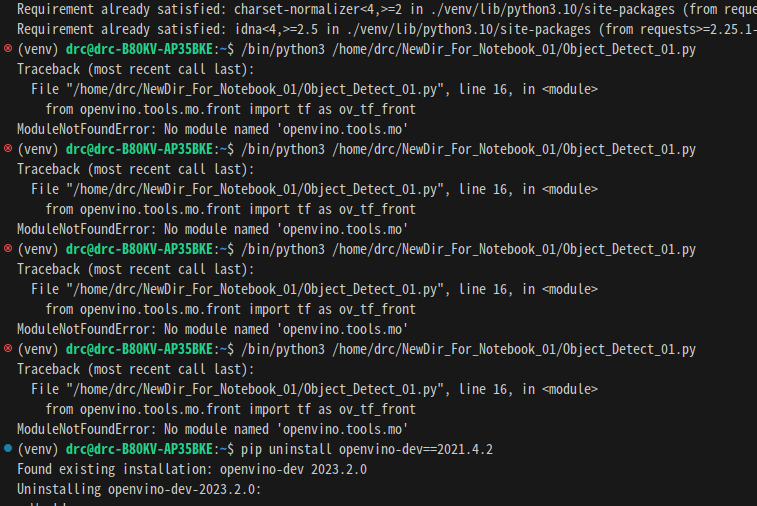 Requirement already satisfied: charset-normalizer<4,>=2 in ./venv/lib/python3.10/site-packages (from reque
Requirement already satisfied: idna<4,>=2.5 in ./venv/lib/python3.10/site-packages (from requests>=2.25.1-
(venv) drc@drc-B80KV-AP35BKE:~$ /bin/python3 /home/drc/NewDir_For_Notebook_01/Object_Detect_01.py
Traceback (most recent call last):
  File "/home/drc/NewDir_For_Notebook_01/Object_Detect_01.py", line 16, in <module>
    from openvino.tools.mo.front import tf as ov_tf_front
ModuleNotFoundError: No module named 'openvino.tools.mo'
(venv) drc@drc-B80KV-AP35BKE:~$ /bin/python3 /home/drc/NewDir_For_Notebook_01/Object_Detect_01.py
Traceback (most recent call last):
  File "/home/drc/NewDir_For_Notebook_01/Object_Detect_01.py", line 16, in <module>
    from openvino.tools.mo.front import tf as ov_tf_front
ModuleNotFoundError: No module named 'openvino.tools.mo'
(venv) drc@drc-B80KV-AP35BKE:~$ /bin/python3 /home/drc/NewDir_For_Notebook_01/Object_Detect_01.py
Traceback (most recent call last):
  File "/home/drc/NewDir_For_Notebook_01/Object_Detect_01.py", line 16, in <module>
    from openvino.tools.mo.front import tf as ov_tf_front
ModuleNotFoundError: No module named 'openvino.tools.mo'
(venv) drc@drc-B80KV-AP35BKE:~$ /bin/python3 /home/drc/NewDir_For_Notebook_01/Object_Detect_01.py
Traceback (most recent call last):
  File "/home/drc/NewDir_For_Notebook_01/Object_Detect_01.py", line 16, in <module>
    from openvino.tools.mo.front import tf as ov_tf_front
ModuleNotFoundError: No module named 'openvino.tools.mo'
(venv) drc@drc-B80KV-AP35BKE:~$ pip uninstall openvino-dev==2021.4.2
Found existing installation: openvino-dev 2023.2.0
Uninstalling openvino-dev-2023.2.0: